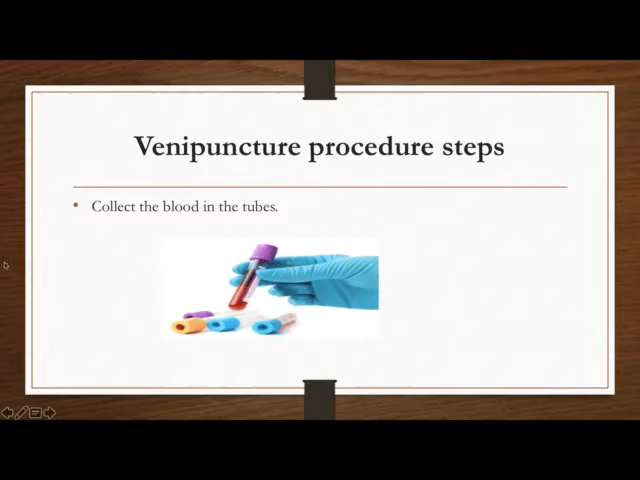 Venipuncture procedure steps
• Collect the blood in the tubes.